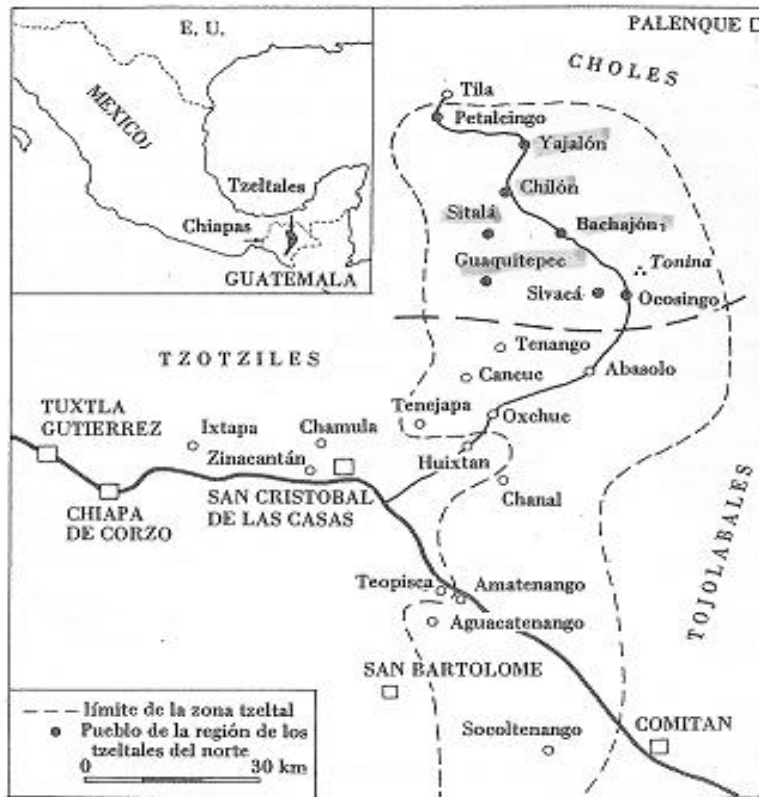 E. U.
MEXICO
Tzeltales
Chiapas
GUATEMALA
PALENQUE
CHOLES
Tila
Petalcingo
Yajalón
Chilón
Sitalá
Bachajón
Guaquitepec
Tonina
Sivacá
Ocosingo
TZOTZILES
Tenango
Cancuc
Abasolo
Tenejapa
Oxchuc
TUXTLA
GUTIERREZ
Ixtapa
Chamula
Zinacantán
Huixtan
CHIAPA
DE CORZO
SAN CRISTOBAL
DE LAS CASAS
Chanal
TOJOLABALES
Teopisca
Amatenango
Aguacatenango
SAN BARTOLOME
COMITAN
Socoltenango
límite de la zona tzeltal
Pueblo de la región de los
tzeltales del norte
0 30 km